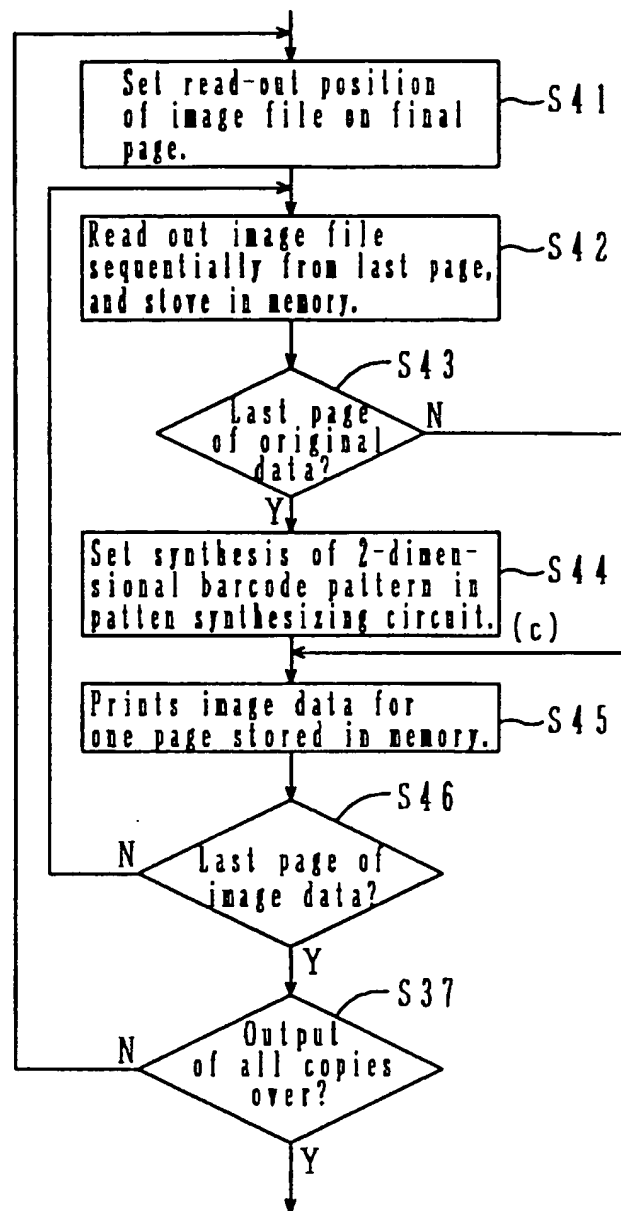 Set read-out position
of image file on final
page.
S41
Read out image file
sequentially from last page,
and stove in memory.
S42
S43
Last page
of original
data?
N
Y
Set synthesis of 2-dimen-
sional barcode pattern in
patten synthesizing circuit.
S44
(c)
Prints image data for
one page stored in memory.
S45
S46
N
Last page of
image data?
Y
S37
N
Output
of all copies
over?
Y